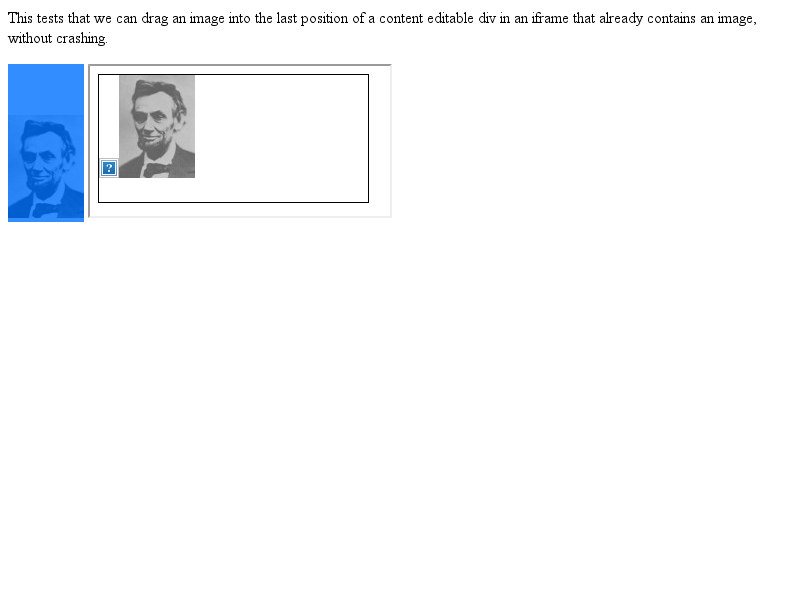 This tests that we can drag an image into the last position of a content editable div in an iframe that already contains an image,
without crashing.
?